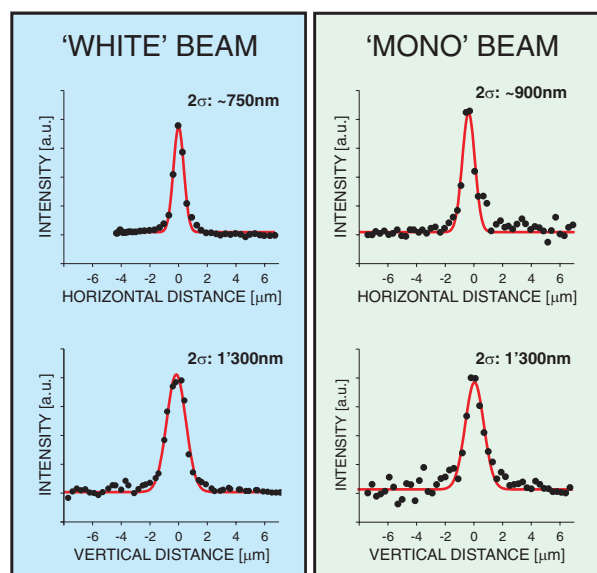 'WHITE' BEAM
2σ: ~750nm
INTENSITY [a.u.]
-6 -4 -2 0 2 4 6
HORIZONTAL DISTANCE [μm]
2σ: 1'300nm
INTENSITY [a.u.]
-6 -4 -2 0 2 4 6
VERTICAL DISTANCE [μm]
'MONO' BEAM
2σ: ~900nm
INTENSITY [a.u.]
-6 -4 -2 0 2 4 6
HORIZONTAL DISTANCE [μm]
2σ: 1'300nm
INTENSITY [a.u.]
-6 -4 -2 0 2 4 6
VERTICAL DISTANCE [μm]